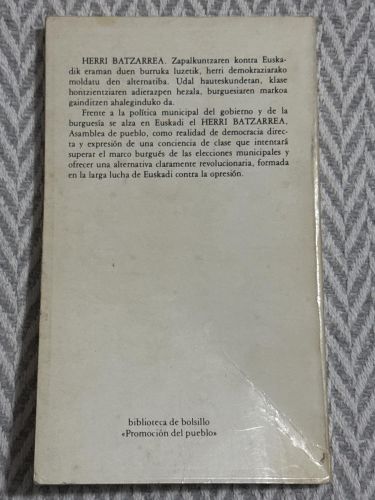 HERRI BATZARREA. Zapalkuntzaren kontra Euska-
dik eraman duen burruka luzetik, herri demokraziarako
moldatu den alternatiba. Udal hauteskundetan, klase
hontzientziaren adierazpen hezala, burguesiaren markoa
gainditzen ahaleginduko da.
Frente a la política municipal del gobierno y de la
burguesía se alza en Euskadi el HERRI BATZARREA,
Asamblea de pueblo, como realidad de democracia direc-
ta y expresión de una conciencia de clase que intentará
superar el marco burgués de las elecciones municipales y
ofrecer una alternativa claramente revolucionaria, formada
en la larga lucha de Euskadi contra la opresión.
biblioteca de bolsillo
«Promoción del pueblo»